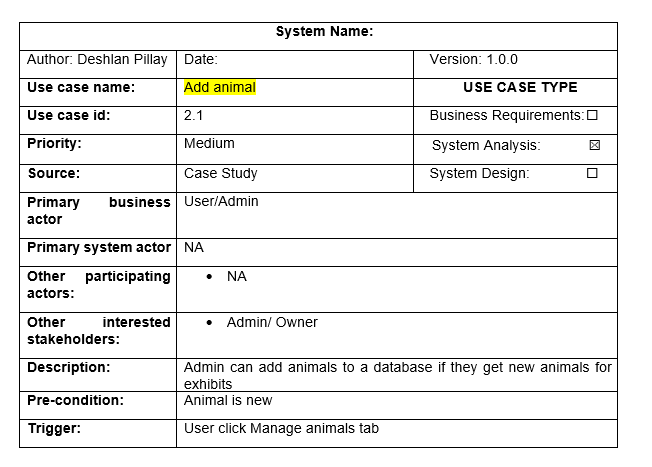 System Name:
Author: Deshlan Pillay Date: Version: 1.0.0
Use case name: Add animal USE CASE TYPE
Use case id: 2.1 Business Requirements: ☐
Priority: Medium System Analysis: ☒
Source: Case Study System Design: ☐
Primary business User/Admin
actor
Primary system actor NA
Other participating • NA
actors:
Other interested • Admin/ Owner
stakeholders:
Description: Admin can add animals to a database if they get new animals for
exhibits
Pre-condition: Animal is new
Trigger: User click Manage animals tab